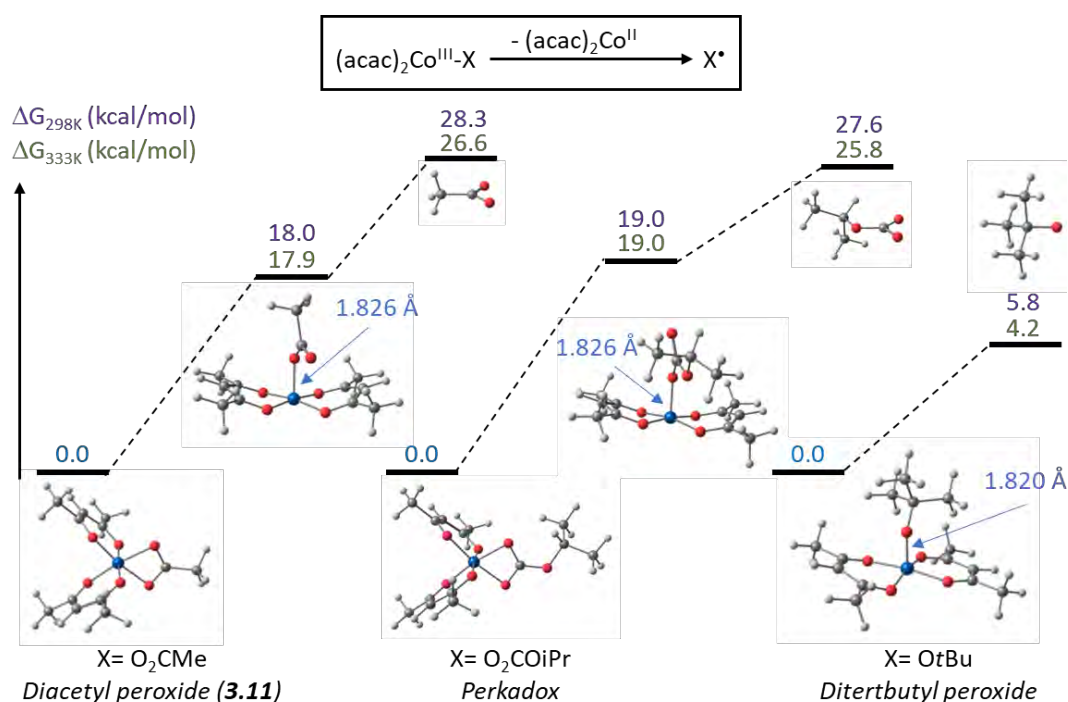 (acac)₂Coᴵᴵᴵ-X - (acac)₂Coᴵᴵ X•
ΔG₂₉₈K (kcal/mol)
ΔG₃₃₃K (kcal/mol)
28.3
26.6
27.6
25.8
18.0
17.9
19.0
19.0
5.8
4.2
1.826 Å
1.826 Å
1.820 Å
0.0
0.0
0.0
X= O₂CMe
Diacetyl peroxide (3.11)
X= O₂COiPr
Perkadox
X= OtBu
Ditertbutyl peroxide